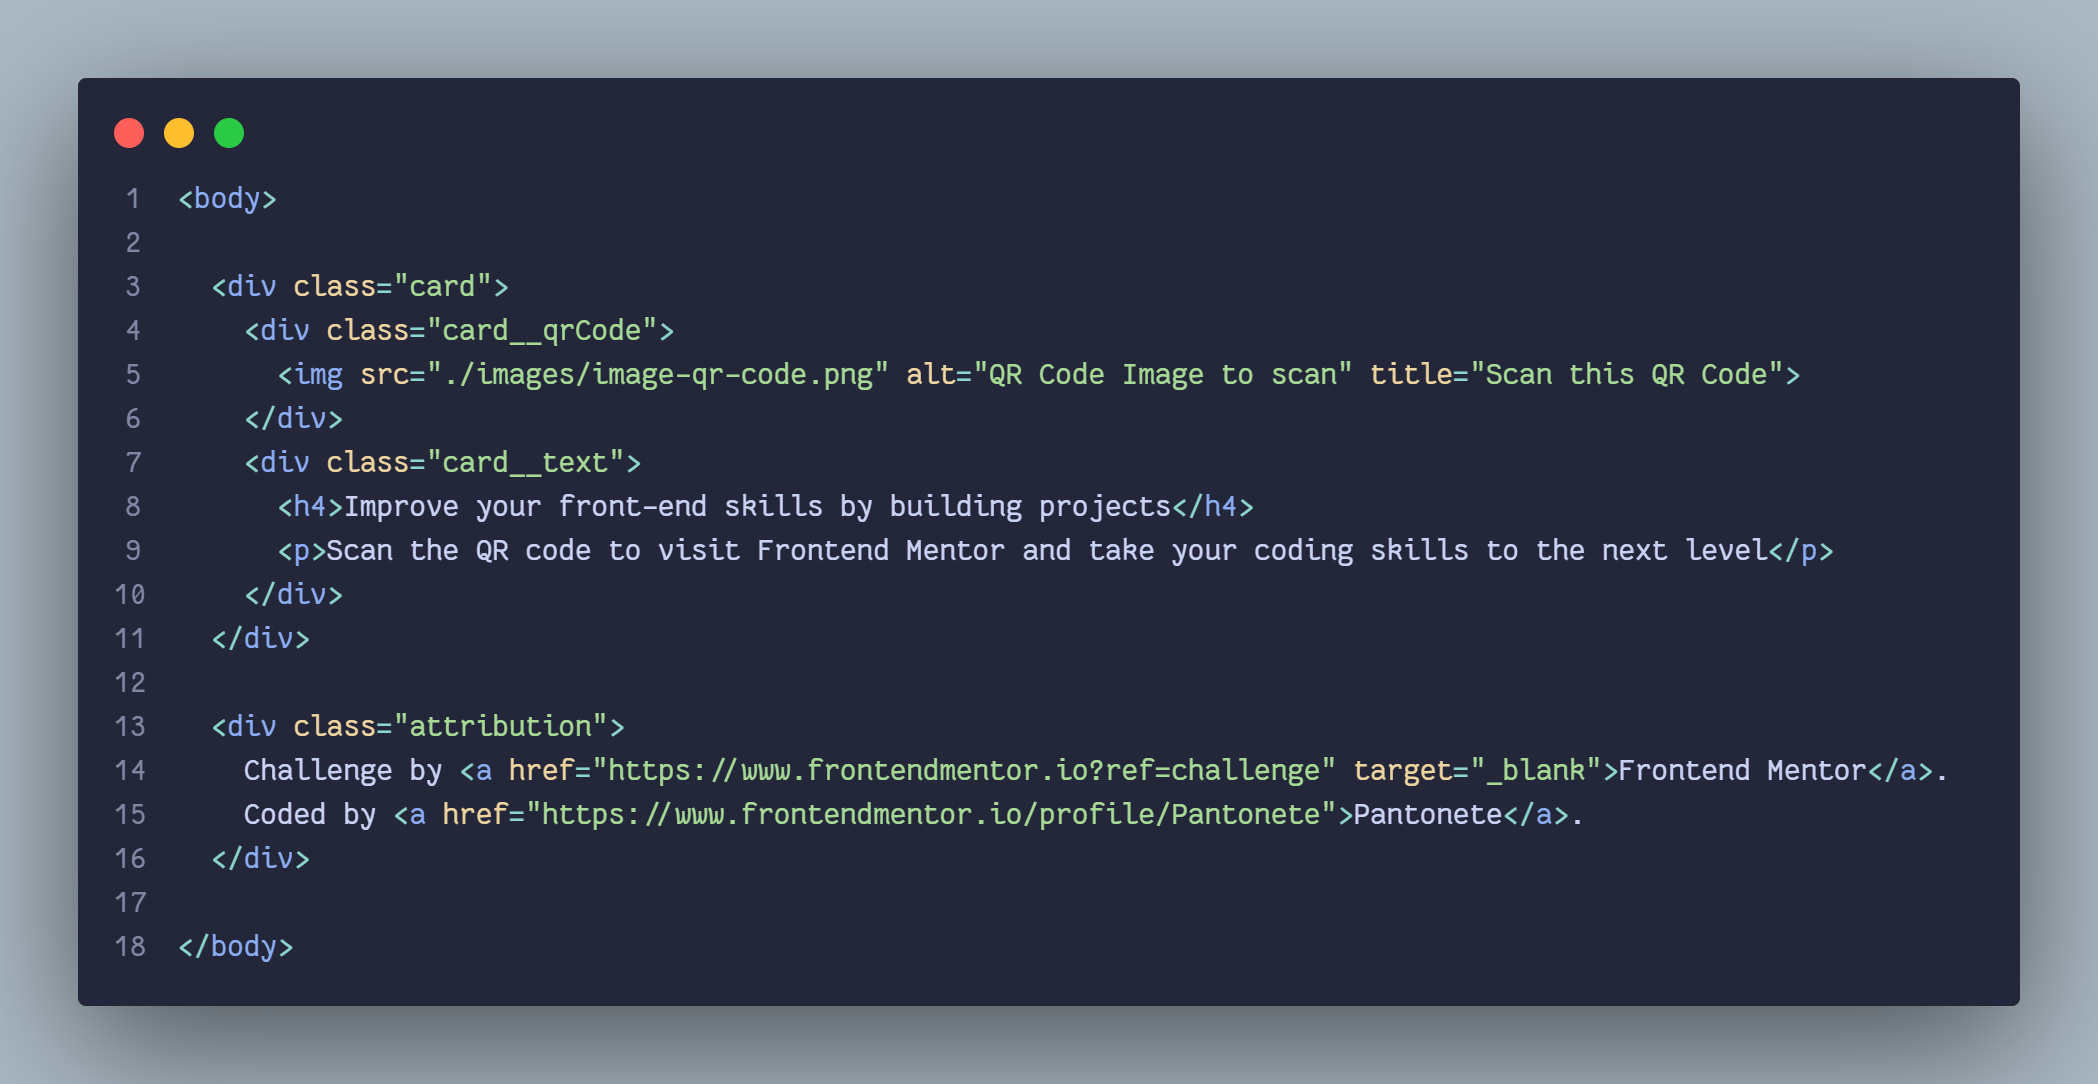 1 <body>
2
3   <div class="card">
4     <div class="card__qrCode">
5       <img src="./images/image-qr-code.png" alt="QR Code Image to scan" title="Scan this QR Code">
6     </div>
7     <div class="card__text">
8       <h4>Improve your front-end skills by building projects</h4>
9       <p>Scan the QR code to visit Frontend Mentor and take your coding skills to the next level</p>
10     </div>
11   </div>
12
13   <div class="attribution">
14     Challenge by <a href="https://www.frontendmentor.io?ref=challenge" target="_blank">Frontend Mentor</a>.
15     Coded by <a href="https://www.frontendmentor.io/profile/Pantonete">Pantonete</a>.
16   </div>
17
18 </body>